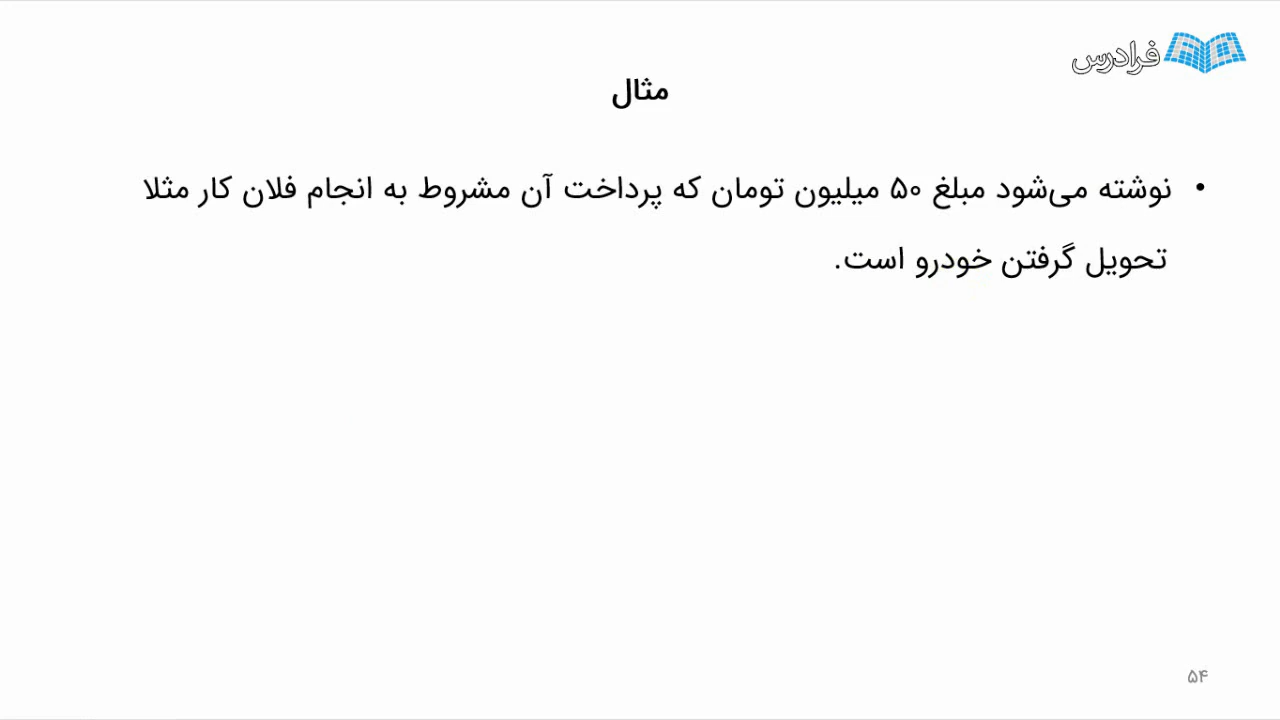 فرادرس
مثال
• نوشته می‌شود مبلغ ۵۰ میلیون تومان که پرداخت آن مشروط به انجام فلان کار مثلا
تحویل گرفتن خودرو است.
۵۴